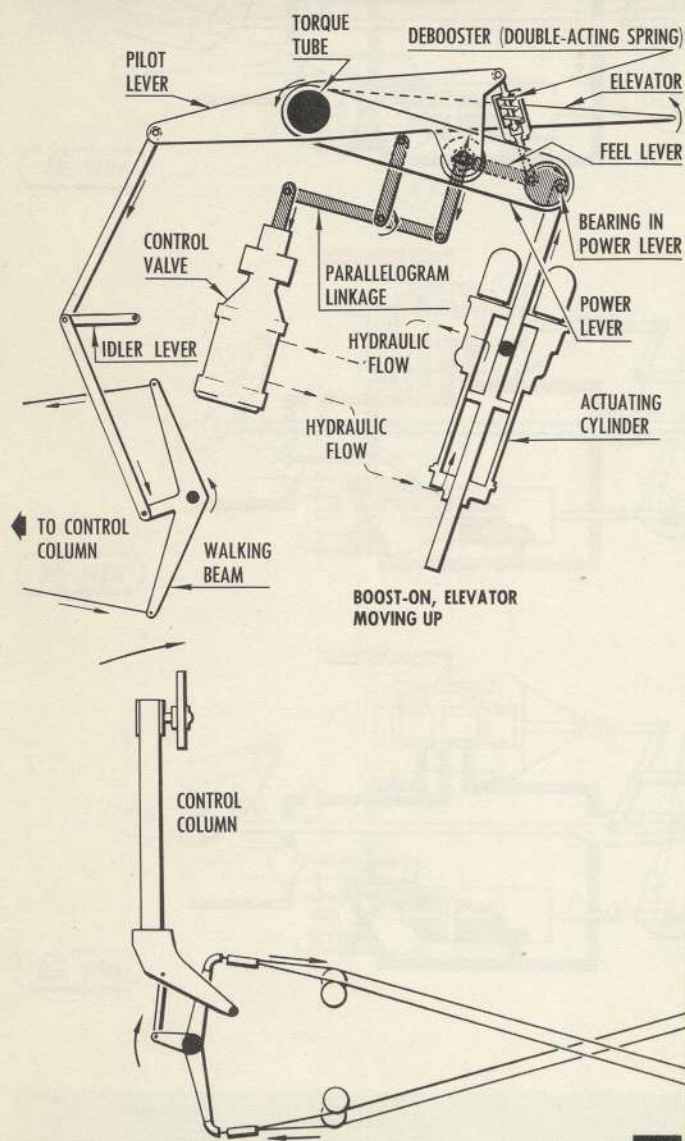 TORQUE
TUBE
DEBOOSTER (DOUBLE-ACTING SPRING)
PILOT
LEVER
ELEVATOR
FEEL LEVER
BEARING IN
POWER LEVER
CONTROL
VALVE
PARALLELOGRAM
LINKAGE
POWER
LEVER
IDLER LEVER
HYDRAULIC
FLOW
HYDRAULIC
FLOW
ACTUATING
CYLINDER
TO CONTROL
COLUMN
WALKING
BEAM
BOOST-ON, ELEVATOR
MOVING UP
CONTROL
COLUMN